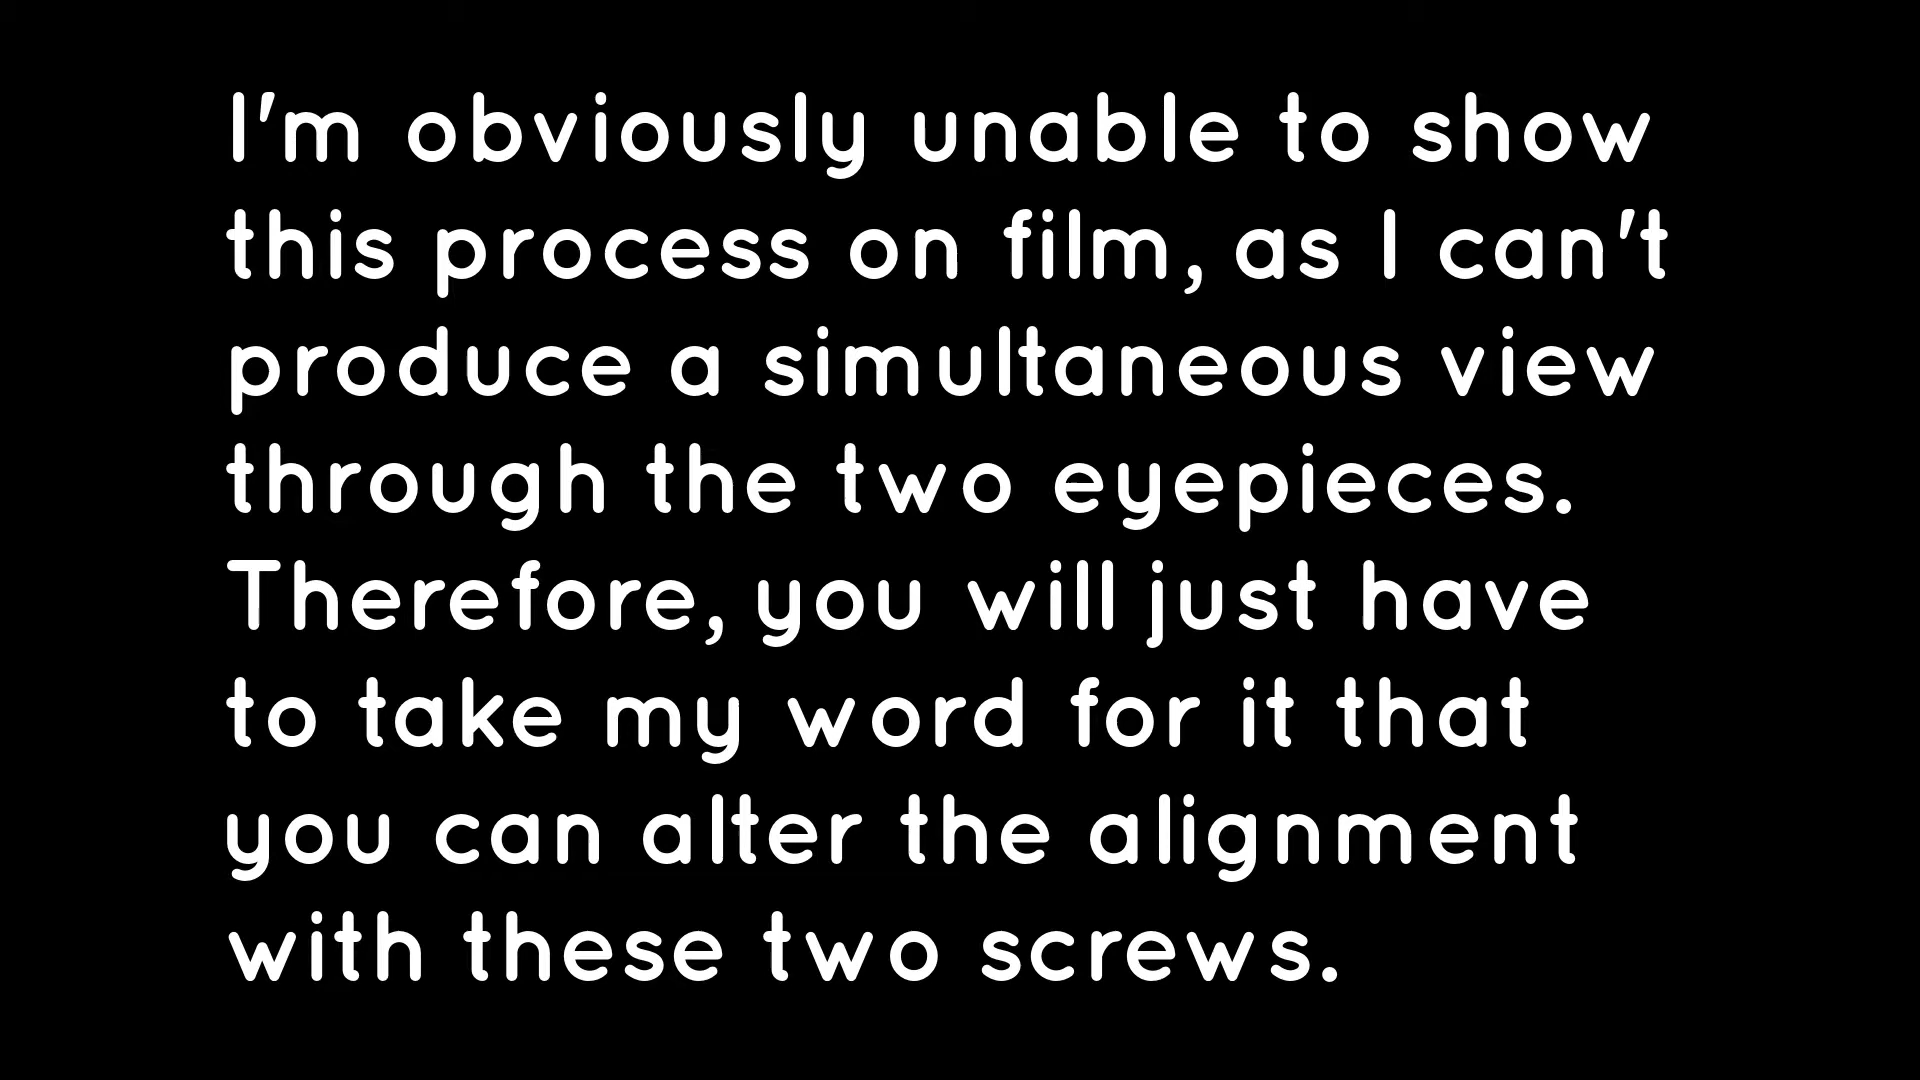 I'm obviously unable to show
this process on film, as I can't
produce a simultaneous view
through the two eyepieces.
Therefore, you will just have
to take my word for it that
you can alter the alignment
with these two screws.